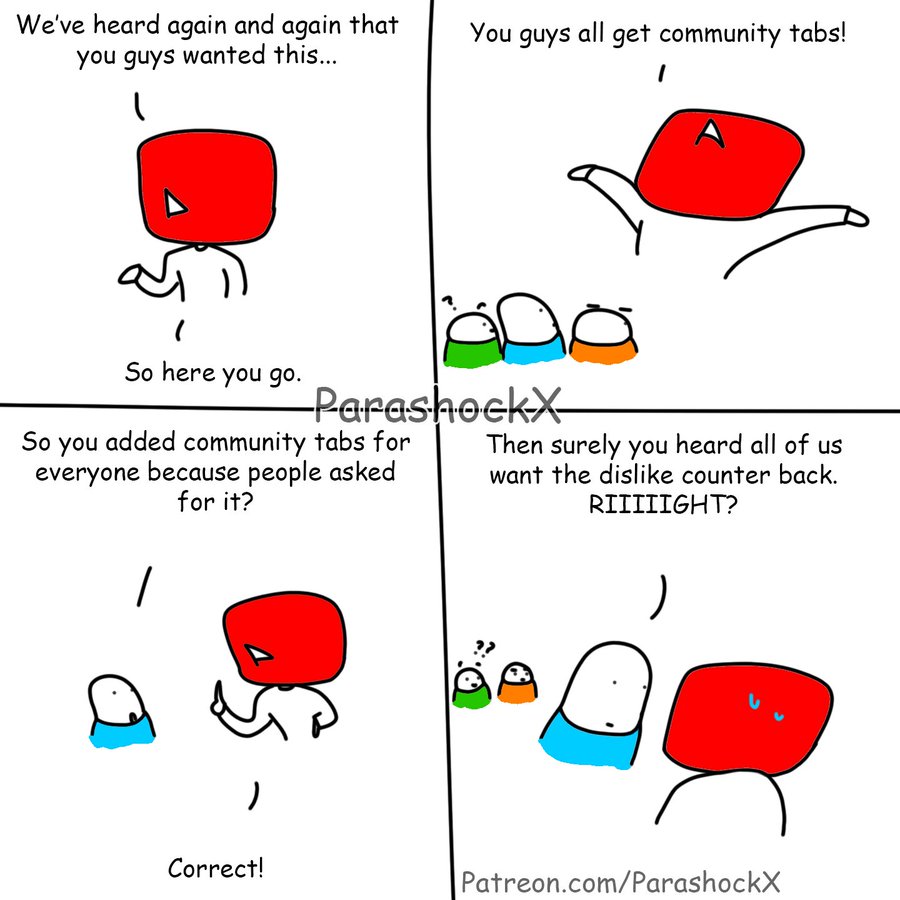 We've heard again and again that
you guys wanted this...
So here you go.
You guys all get community tabs!
? ⌃
ParashockX
So you added community tabs for
everyone because people asked
for it?
Correct!
Then surely you heard all of us
want the dislike counter back.
RIIIIIGHT?
??
Patreon.com/ParashockX